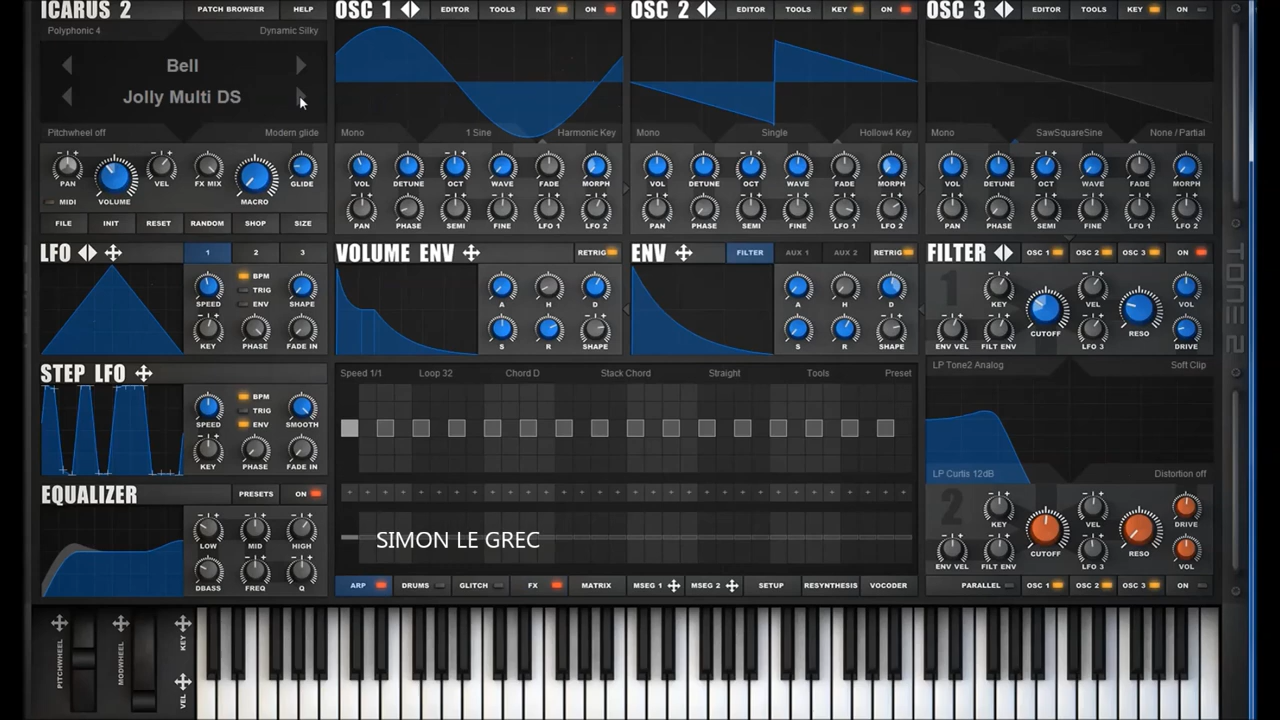 ICARUS 2 PATCH BROWSER HELP
Polyphonic 4 Dynamic Silky
Bell
Jolly Multi DS
Pitchwheel off Modern glide
PAN VOLUME VEL FX MIX MACRO GLIDE
MIDI
FILE INIT RESET RANDOM SHOP SIZE
OSC 1 EDITOR TOOLS KEY ON
Mono 1 Sine Harmonic Key
VOL DETUNE OCT WAVE FADE MORPH
PAN PHASE SEMI FINE LFO 1 LFO 2
OSC 2 EDITOR TOOLS KEY ON
Mono Single Hollow4 Key
VOL DETUNE OCT WAVE FADE MORPH
PAN PHASE SEMI FINE LFO 1 LFO 2
OSC 3 EDITOR TOOLS KEY ON
Mono SawSquareSine None / Partial
VOL DETUNE OCT WAVE FADE MORPH
PAN PHASE SEMI FINE LFO 1 LFO 2
LFO 1 2 3
SPEED BPM TRIG ENV SHAPE
KEY PHASE FADE IN
VOLUME ENV RETRIG
A H D
S R SHAPE
ENV FILTER AUX 1 AUX 2 RETRIG
A H D
S R SHAPE
FILTER OSC 1 OSC 2 OSC 3 ON
1
KEY CUTOFF VEL RESO VOL
ENV VEL FILT ENV LFO 3 DRIVE
LP Tone2 Analog Soft Clip
LP Curtis 12dB Distortion off
2
KEY CUTOFF VEL RESO DRIVE
ENV VEL FILT ENV LFO 3 VOL
PARALLEL OSC 1 OSC 2 OSC 3 ON
STEP LFO
SPEED BPM TRIG ENV SMOOTH
KEY PHASE FADE IN
EQUALIZER PRESETS ON
LOW MID HIGH
DBASS FREQ Q
Speed 1/1 Loop 32 Chord D Stack Chord Straight Tools Preset
SIMON LE GREC
ARP DRUMS GLITCH FX MATRIX MSEG 1 MSEG 2 SETUP RESYNTHESIS VOCODER
PITCHWHEEL MODWHEEL KEY VEL
TONE 2